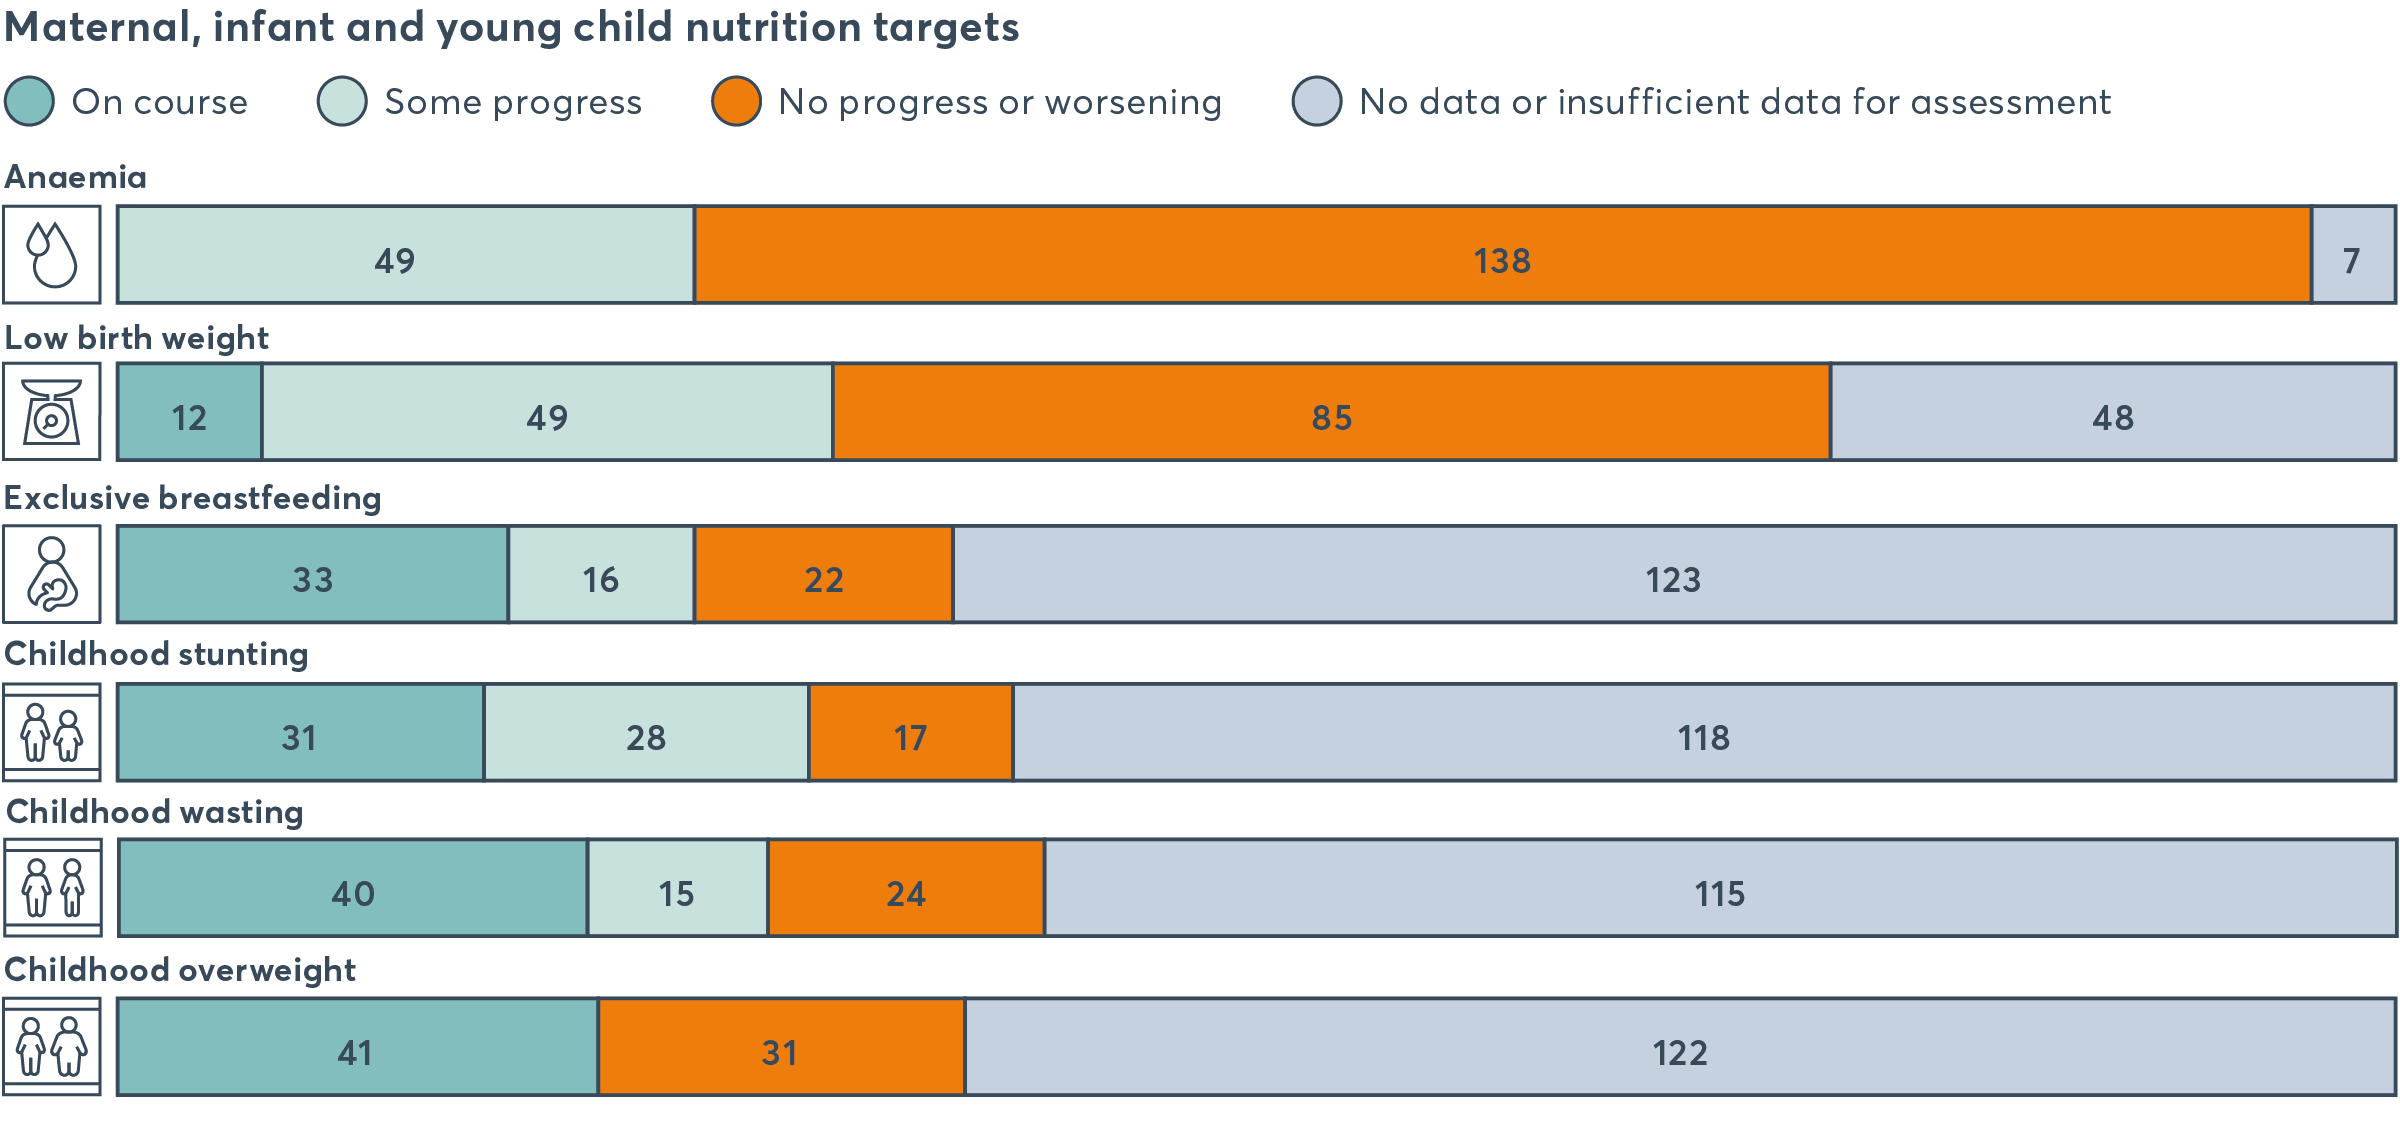 Maternal, infant and young child nutrition targets
On course Some progress No progress or worsening No data or insufficient data for assessment
Anaemia
49 138 7
Low birth weight
12 49 85 48
Exclusive breastfeeding
33 16 22 123
Childhood stunting
31 28 17 118
Childhood wasting
40 15 24 115
Childhood overweight
41 31 122